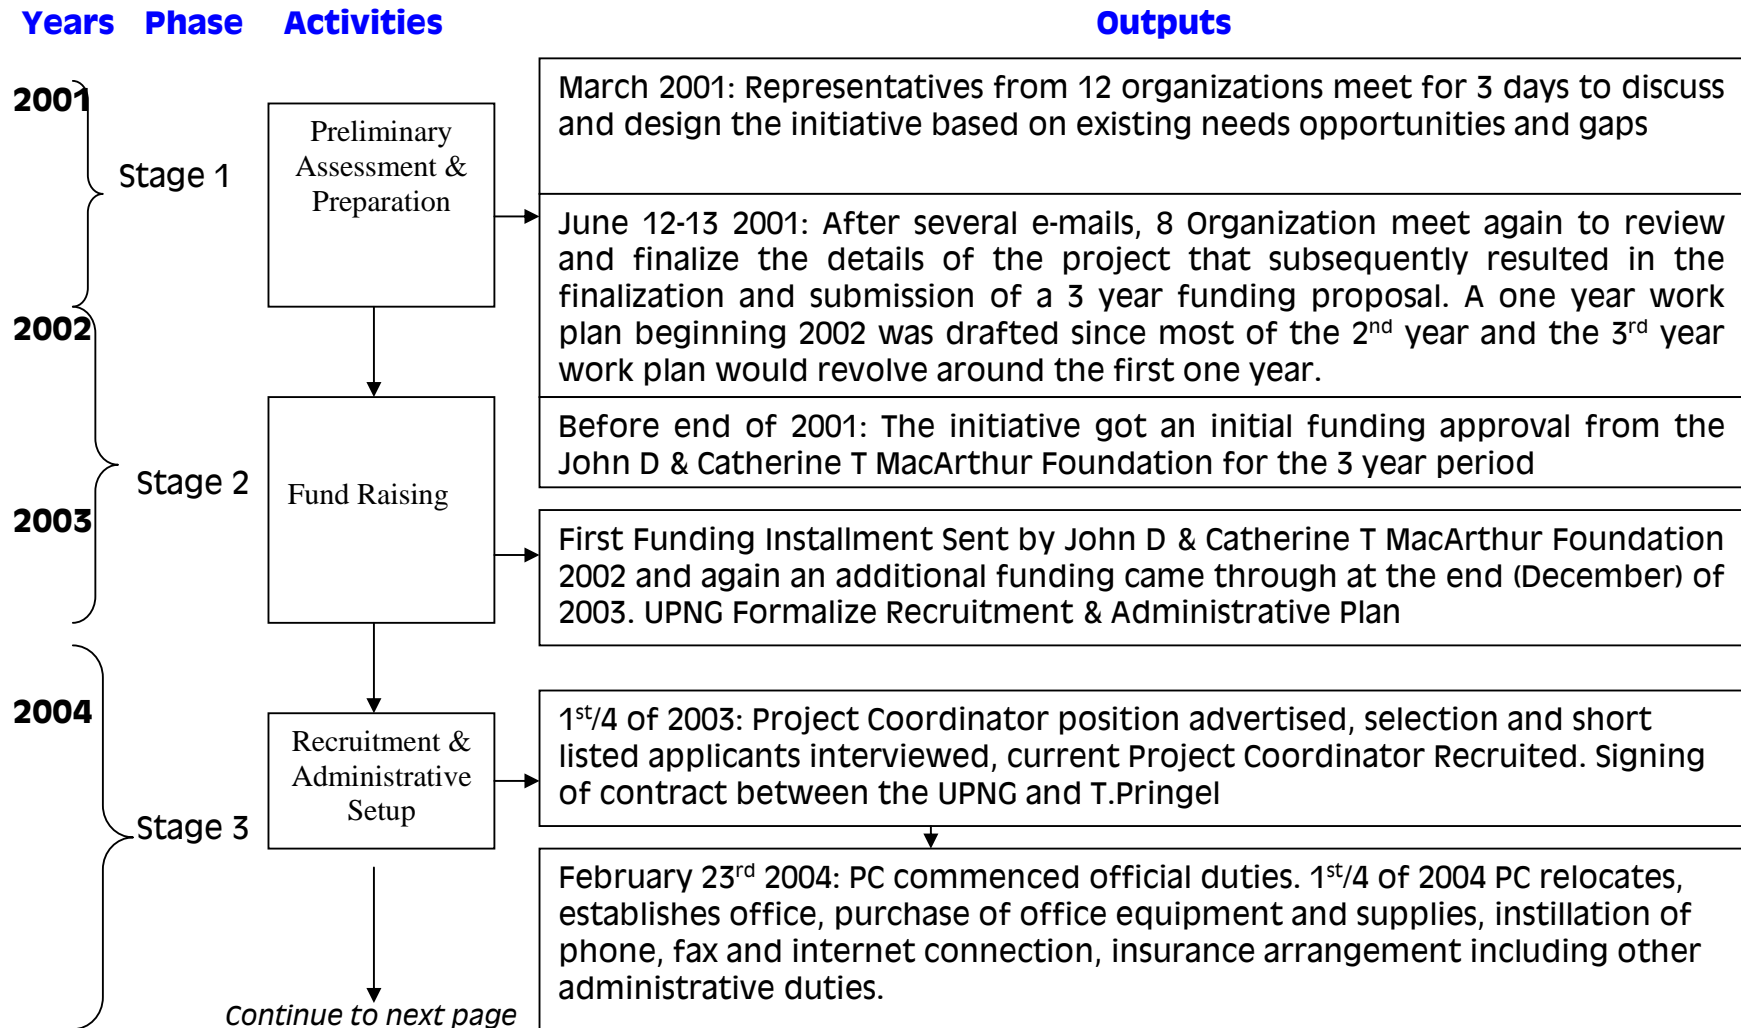 Years Phase Activities Outputs
2001
Stage 1
Preliminary
Assessment &
Preparation
March 2001: Representatives from 12 organizations meet for 3 days to discuss
and design the initiative based on existing needs opportunities and gaps
June 12-13 2001: After several e-mails, 8 Organization meet again to review
and finalize the details of the project that subsequently resulted in the
finalization and submission of a 3 year funding proposal. A one year work
plan beginning 2002 was drafted since most of the 2nd year and the 3rd year
work plan would revolve around the first one year.
2002
Stage 2
2003
Fund Raising
Before end of 2001: The initiative got an initial funding approval from the
John D & Catherine T MacArthur Foundation for the 3 year period
First Funding Installment Sent by John D & Catherine T MacArthur Foundation
2002 and again an additional funding came through at the end (December) of
2003. UPNG Formalize Recruitment & Administrative Plan
2004
Stage 3
Recruitment &
Administrative
Setup
1st/4 of 2003: Project Coordinator position advertised, selection and short
listed applicants interviewed, current Project Coordinator Recruited. Signing
of contract between the UPNG and T.Pringel
February 23rd 2004: PC commenced official duties. 1st/4 of 2004 PC relocates,
establishes office, purchase of office equipment and supplies, instillation of
phone, fax and internet connection, insurance arrangement including other
administrative duties.
Continue to next page